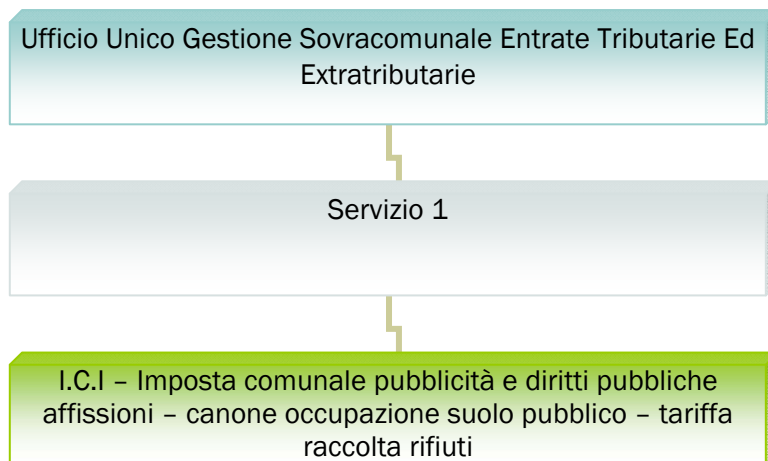 Ufficio Unico Gestione Sovracomunale Entrate Tributarie Ed
Extratributarie
Servizio 1
I.C.I – Imposta comunale pubblicità e diritti pubbliche
affissioni – canone occupazione suolo pubblico – tariffa
raccolta rifiuti